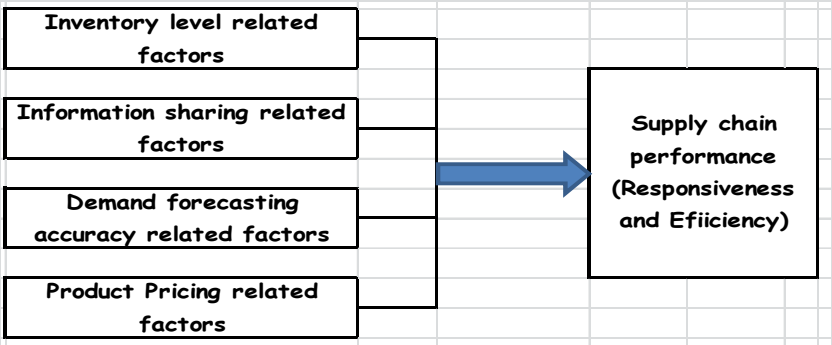 Inventory level related
factors
Information sharing related
factors
Demand forecasting
accuracy related factors
Product Pricing related
factors
Supply chain
performance
(Responsiveness
and Efiiciency)